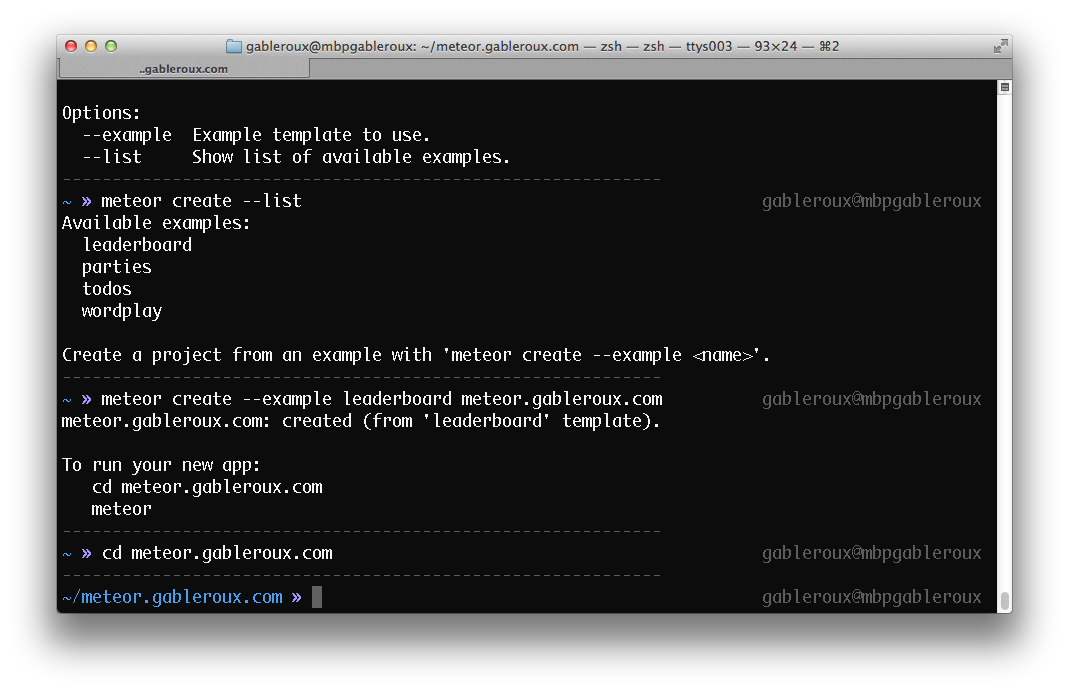 gableroux@mbpgableroux: ~/meteor.gableroux.com — zsh — zsh — ttys003 — 93×24 — ⌘2
..gableroux.com
Options:
  --example  Example template to use.
  --list     Show list of available examples.
------------------------------------------------------------
~ » meteor create --list gableroux@mbpgableroux
Available examples:
  leaderboard
  parties
  todos
  wordplay
Create a project from an example with 'meteor create --example <name>'.
------------------------------------------------------------
~ » meteor create --example leaderboard meteor.gableroux.com gableroux@mbpgableroux
meteor.gableroux.com: created (from 'leaderboard' template).
To run your new app:
   cd meteor.gableroux.com
   meteor
------------------------------------------------------------
~ » cd meteor.gableroux.com gableroux@mbpgableroux
------------------------------------------------------------
~/meteor.gableroux.com » gableroux@mbpgableroux